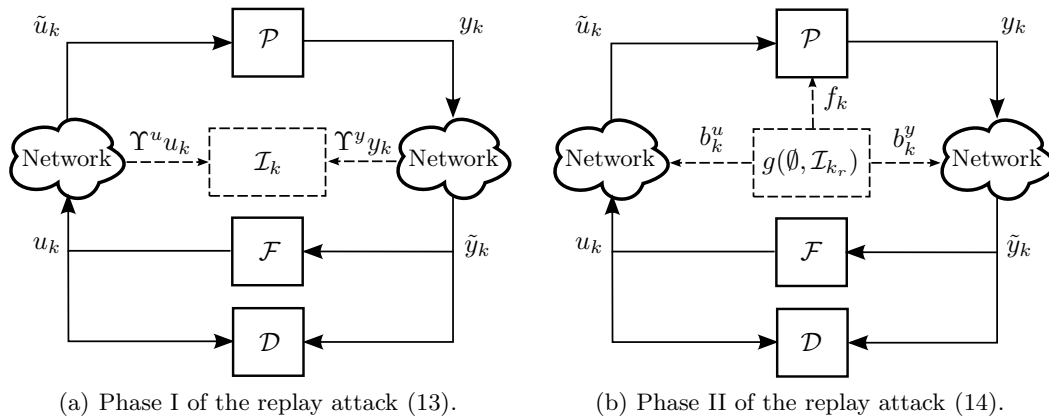 ũ_k P y_k
Network Υ^u u_k I_k Υ^y y_k Network
u_k F ỹ_k
D
(a) Phase I of the replay attack (13).
ũ_k P y_k
f_k
Network b_k^u g(∅, I_{k_r}) b_k^y Network
u_k F ỹ_k
D
(b) Phase II of the replay attack (14).